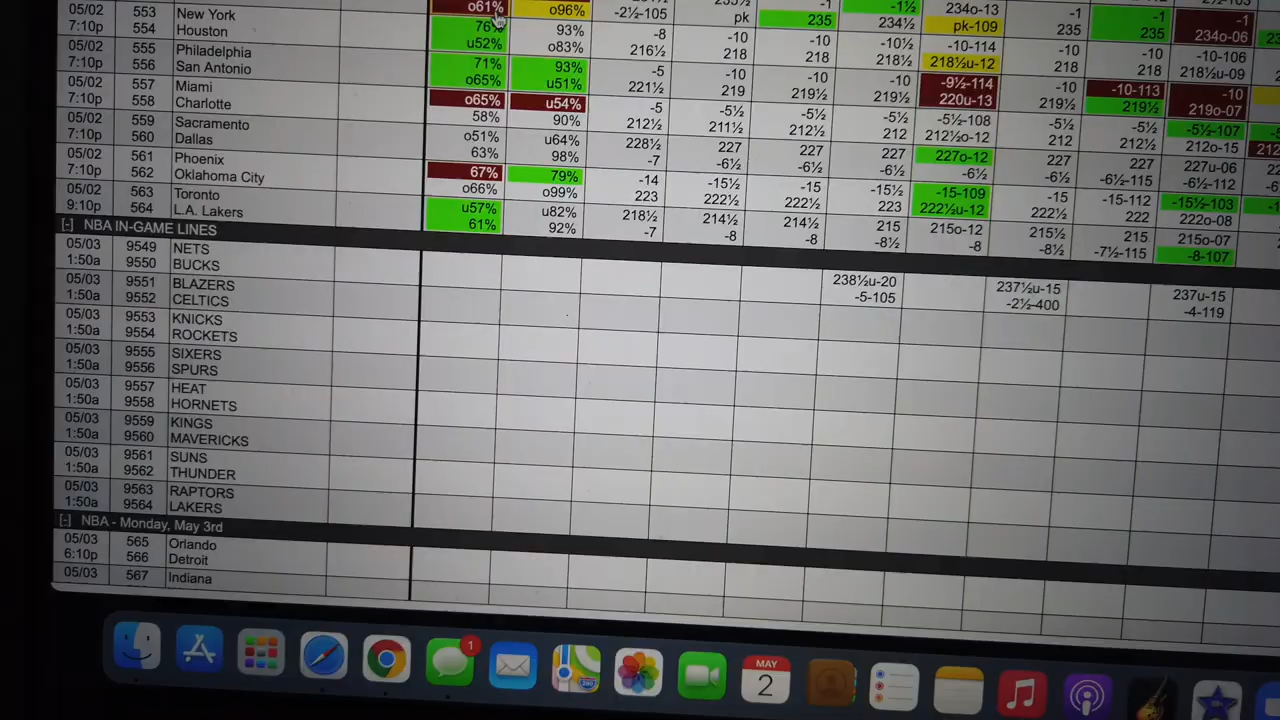 05/02 553 New York o61% o96% -2½-105 pk -1 235 -1½ 234½ 234o-13 pk-109 -1 235 -1 235 -1 234o-06
7:10p 554 Houston 76% 93% -8 -10 -10 -10½ -10-114 -10 -10 -10-106
05/02 555 Philadelphia u52% o83% 216½ 218 218 218½ 218½u-12 218 218 218½u-09
7:10p 556 San Antonio 71% 93% -5 -10 -10 -10 -9½-114 -10 -10-113 -10
05/02 557 Miami o65% u51% 221½ 219 219½ 219½ 220u-13 219½ 219½ 219o-07
7:10p 558 Charlotte o65% u54% -5 -5½ -5½ -5½ -5½-108 -5½ -5½ -5½-107
05/02 559 Sacramento 58% 90% 212½ 211½ 212½ 212 212½o-12 212 212½ 212o-15
7:10p 560 Dallas o51% u64% 228½ 227 227 227 227o-12 227 227 227u-06
05/02 561 Phoenix 63% 98% -7 -6½ -6½ -6½ -6½ -6½ -6½-115 -6½-112
7:10p 562 Oklahoma City 67% 79% -14 -15½ -15 -15½ -15-109 -15 -15-112 -15½-103
05/02 563 Toronto o66% o99% 223 222½ 222½ 223 222½u-12 222½ 222 222o-08
9:10p 564 L.A. Lakers u57% u82% 218½ 214½ 214½ 215 215o-12 215½ 215 215o-07
61% 92% -7 -8 -8 -8½ -8 -8½ -7½-115 -8-107
[-] NBA IN-GAME LINES
05/03 9549 NETS
1:50a 9550 BUCKS
05/03 9551 BLAZERS 238½u-20 237½u-15 237u-15
1:50a 9552 CELTICS -5-105 -2½-400 -4-119
05/03 9553 KNICKS
1:50a 9554 ROCKETS
05/03 9555 SIXERS
1:50a 9556 SPURS
05/03 9557 HEAT
1:50a 9558 HORNETS
05/03 9559 KINGS
1:50a 9560 MAVERICKS
05/03 9561 SUNS
1:50a 9562 THUNDER
05/03 9563 RAPTORS
1:50a 9564 LAKERS
[-] NBA - Monday, May 3rd
05/03 565 Orlando
6:10p 566 Detroit
05/03 567 Indiana
1
MAY
2
280